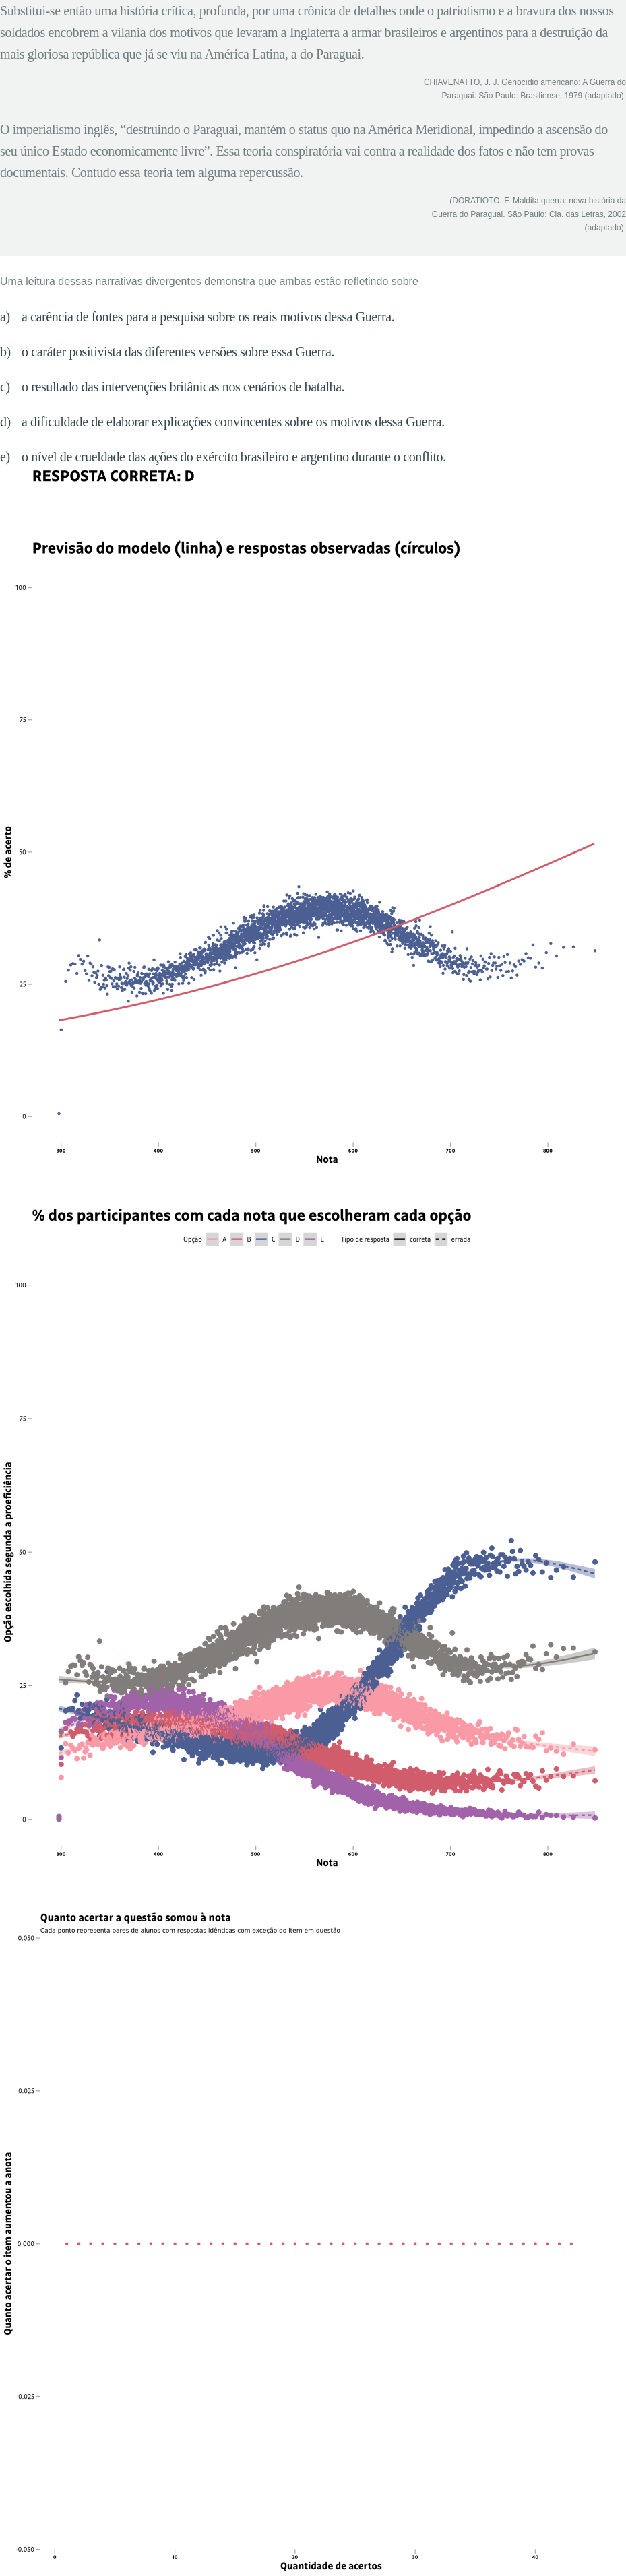 Substitui-se então uma história crítica, profunda, por uma crônica de detalhes onde o patriotismo e a bravura dos nossos
soldados encobrem a vilania dos motivos que levaram a Inglaterra a armar brasileiros e argentinos para a destruição da
mais gloriosa república que já se viu na América Latina, a do Paraguai.
CHIAVENATTO, J. J. Genocídio americano: A Guerra do
Paraguai. São Paulo: Brasiliense, 1979 (adaptado).
O imperialismo inglês, “destruindo o Paraguai, mantém o status quo na América Meridional, impedindo a ascensão do
seu único Estado economicamente livre”. Essa teoria conspiratória vai contra a realidade dos fatos e não tem provas
documentais. Contudo essa teoria tem alguma repercussão.
(DORATIOTO. F. Maldita guerra: nova história da
Guerra do Paraguai. São Paulo: Cia. das Letras, 2002
(adaptado).
Uma leitura dessas narrativas divergentes demonstra que ambas estão refletindo sobre
a) a carência de fontes para a pesquisa sobre os reais motivos dessa Guerra.
b) o caráter positivista das diferentes versões sobre essa Guerra.
c) o resultado das intervenções britânicas nos cenários de batalha.
d) a dificuldade de elaborar explicações convincentes sobre os motivos dessa Guerra.
e) o nível de crueldade das ações do exército brasileiro e argentino durante o conflito.
RESPOSTA CORRETA: D
Previsão do modelo (linha) e respostas observadas (círculos)
100
75
50
25
0
% de acerto
300 400 500 600 700 800
Nota
% dos participantes com cada nota que escolheram cada opção
Opção A B C D E Tipo de resposta correta errada
100
75
50
25
0
Opção escolhida segunda a proeficiência
300 400 500 600 700 800
Nota
Quanto acertar a questão somou à nota
Cada ponto representa pares de alunos com respostas idênticas com exceção do item em questão
0.050
0.025
0.000
-0.025
-0.050
Quanto acertar o item aumentou a anota
0 10 20 30 40
Quantidade de acertos